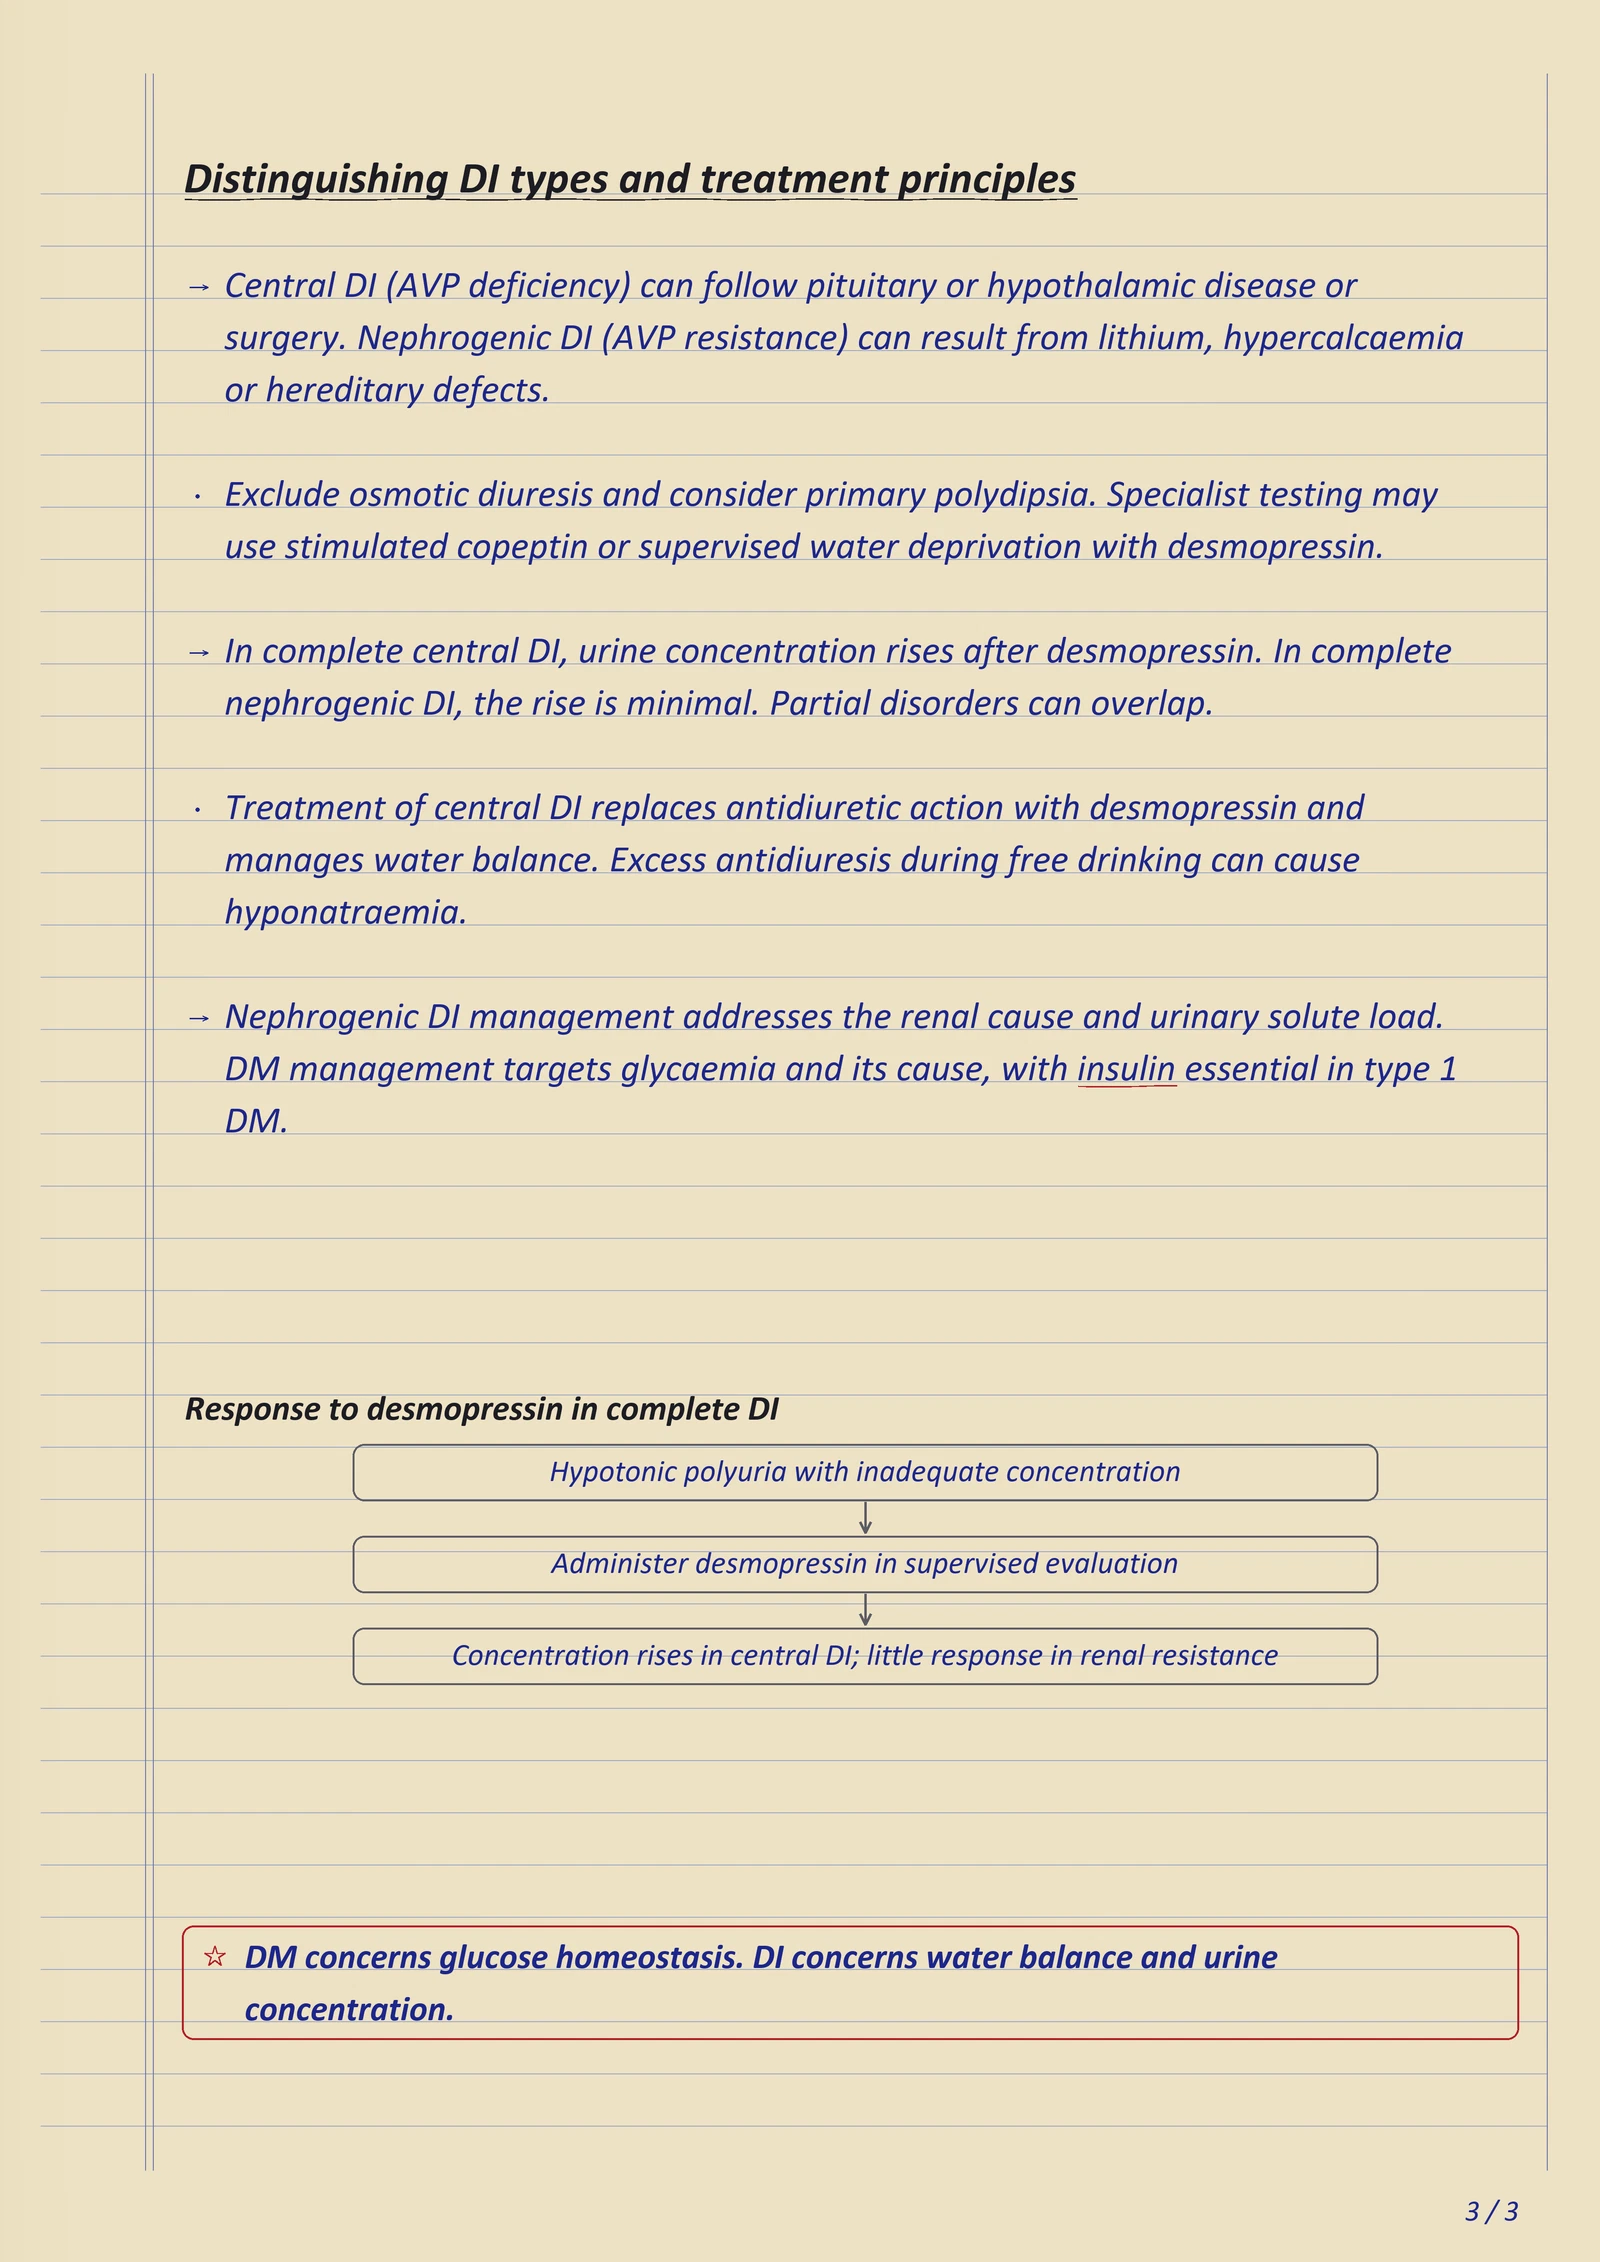 Distinguishing DI types and treatment principles
→ Central DI (AVP deficiency) can follow pituitary or hypothalamic disease or
surgery. Nephrogenic DI (AVP resistance) can result from lithium, hypercalcaemia
or hereditary defects.
· Exclude osmotic diuresis and consider primary polydipsia. Specialist testing may
use stimulated copeptin or supervised water deprivation with desmopressin.
→ In complete central DI, urine concentration rises after desmopressin. In complete
nephrogenic DI, the rise is minimal. Partial disorders can overlap.
· Treatment of central DI replaces antidiuretic action with desmopressin and
manages water balance. Excess antidiuresis during free drinking can cause
hyponatraemia.
→ Nephrogenic DI management addresses the renal cause and urinary solute load.
DM management targets glycaemia and its cause, with insulin essential in type 1
DM.
Response to desmopressin in complete DI
Hypotonic polyuria with inadequate concentration
Administer desmopressin in supervised evaluation
Concentration rises in central DI; little response in renal resistance
☆ DM concerns glucose homeostasis. DI concerns water balance and urine
concentration.
3 / 3